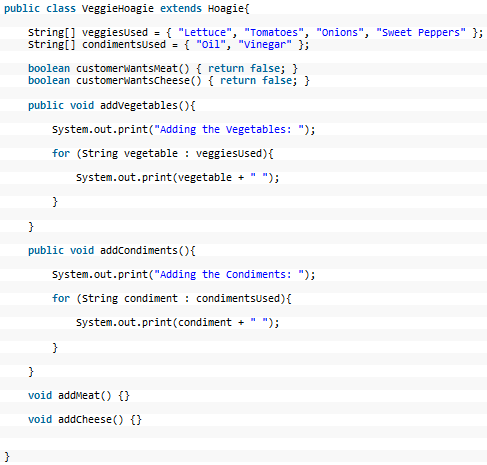 public class VeggieHoagie extends Hoagie{
String[] veggiesUsed = { "Lettuce", "Tomatoes", "Onions", "Sweet Peppers" };
String[] condimentsUsed = { "Oil", "Vinegar" };
boolean customerWantsMeat() { return false; }
boolean customerWantsCheese() { return false; }
public void addVegetables(){
System.out.print("Adding the Vegetables: ");
for (String vegetable : veggiesUsed){
System.out.print(vegetable + " ");
}
}
public void addCondiments(){
System.out.print("Adding the Condiments: ");
for (String condiment : condimentsUsed){
System.out.print(condiment + " ");
}
}
void addMeat() {}
void addCheese() {}
}